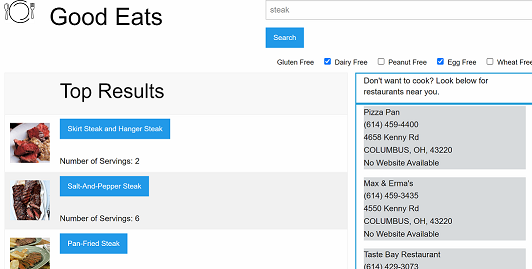 Good Eats
steak
Search
Gluten Free Dairy Free Peanut Free Egg Free Wheat Free
Top Results
Skirt Steak and Hanger Steak
Number of Servings: 2
Salt-And-Pepper Steak
Number of Servings: 6
Pan-Fried Steak
Don't want to cook? Look below for
restaurants near you.
Pizza Pan
(614) 459-4400
4658 Kenny Rd
COLUMBUS, OH, 43220
No Website Available
Max & Erma's
(614) 459-3435
4550 Kenny Rd
COLUMBUS, OH, 43220
No Website Available
Taste Bay Restaurant
(614) 429-3073